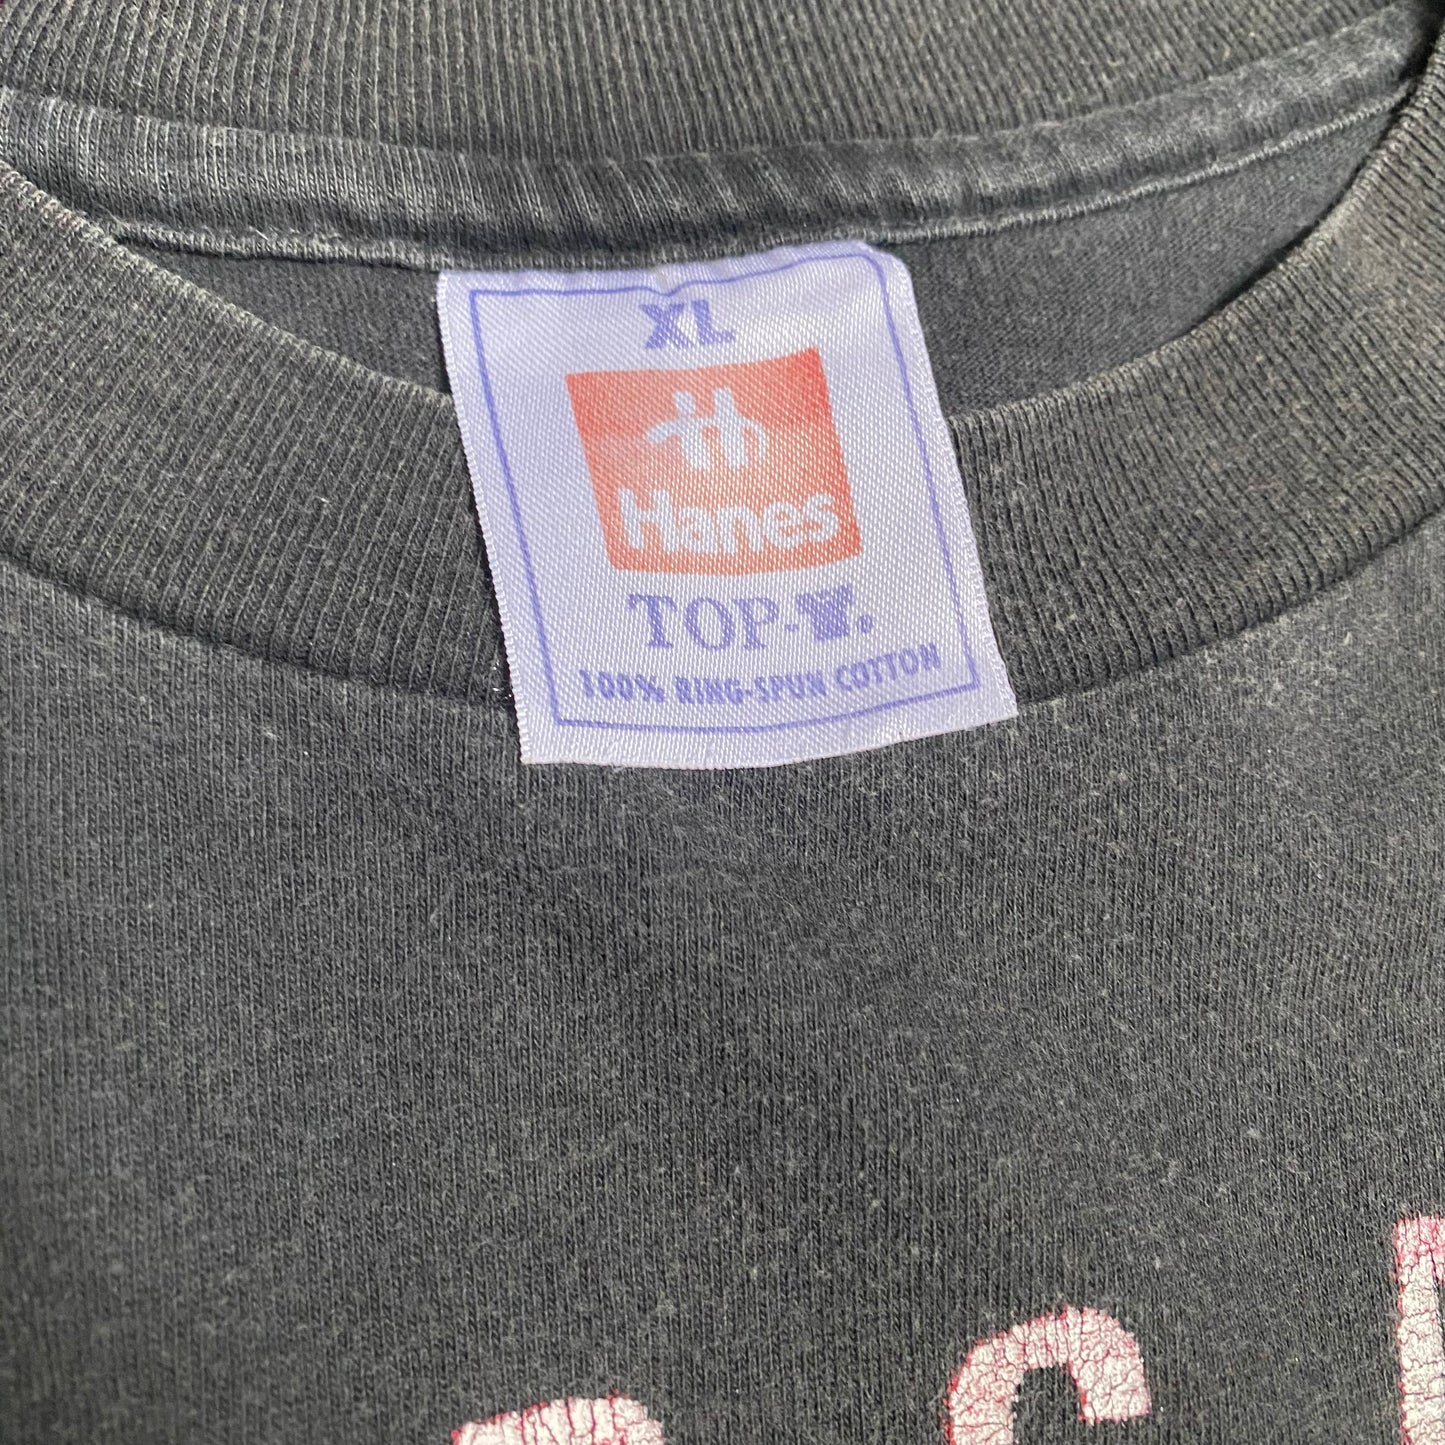 XL
Hanes
TOP-
100% RING-SPUN COTTON
S